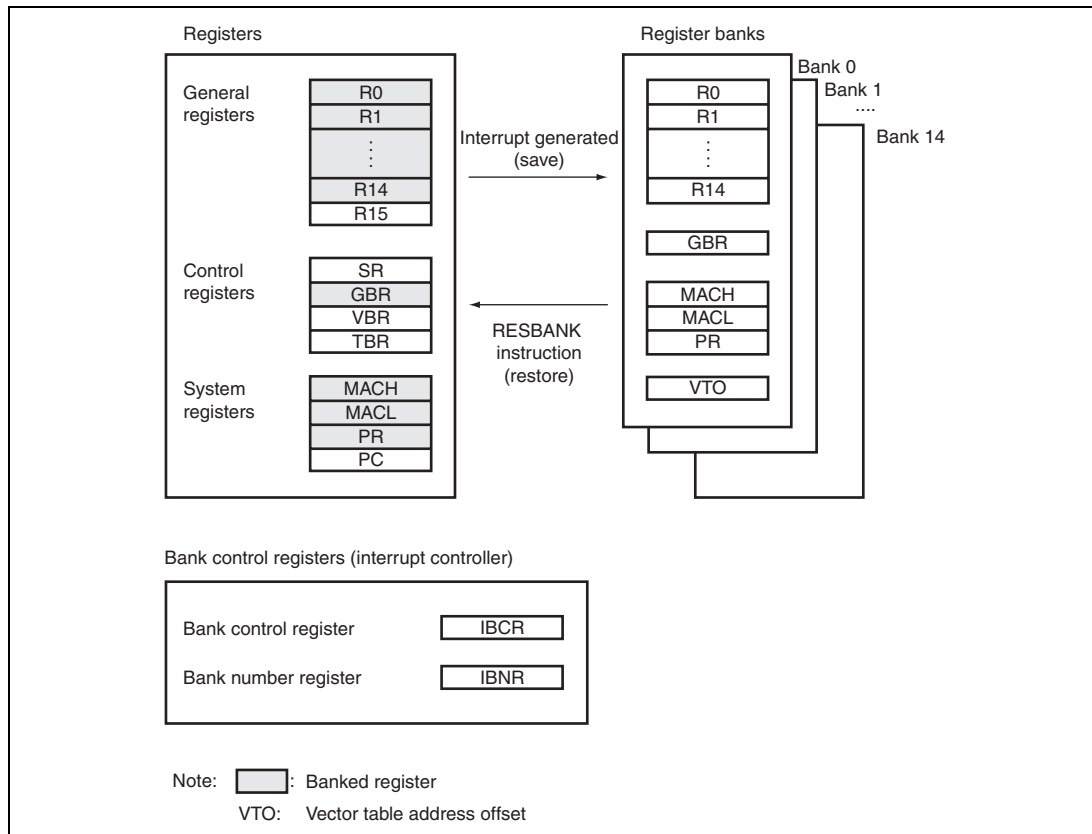 Registers
General
registers
R0
R1
R14
R15
Control
registers
SR
GBR
VBR
TBR
System
registers
MACH
MACL
PR
PC
Interrupt generated
(save)
RESBANK
instruction
(restore)
Register banks
Bank 0
Bank 1
....
Bank 14
R0
R1
R14
GBR
MACH
MACL
PR
VTO
Bank control registers (interrupt controller)
Bank control register IBCR
Bank number register IBNR
Note: : Banked register
VTO: Vector table address offset